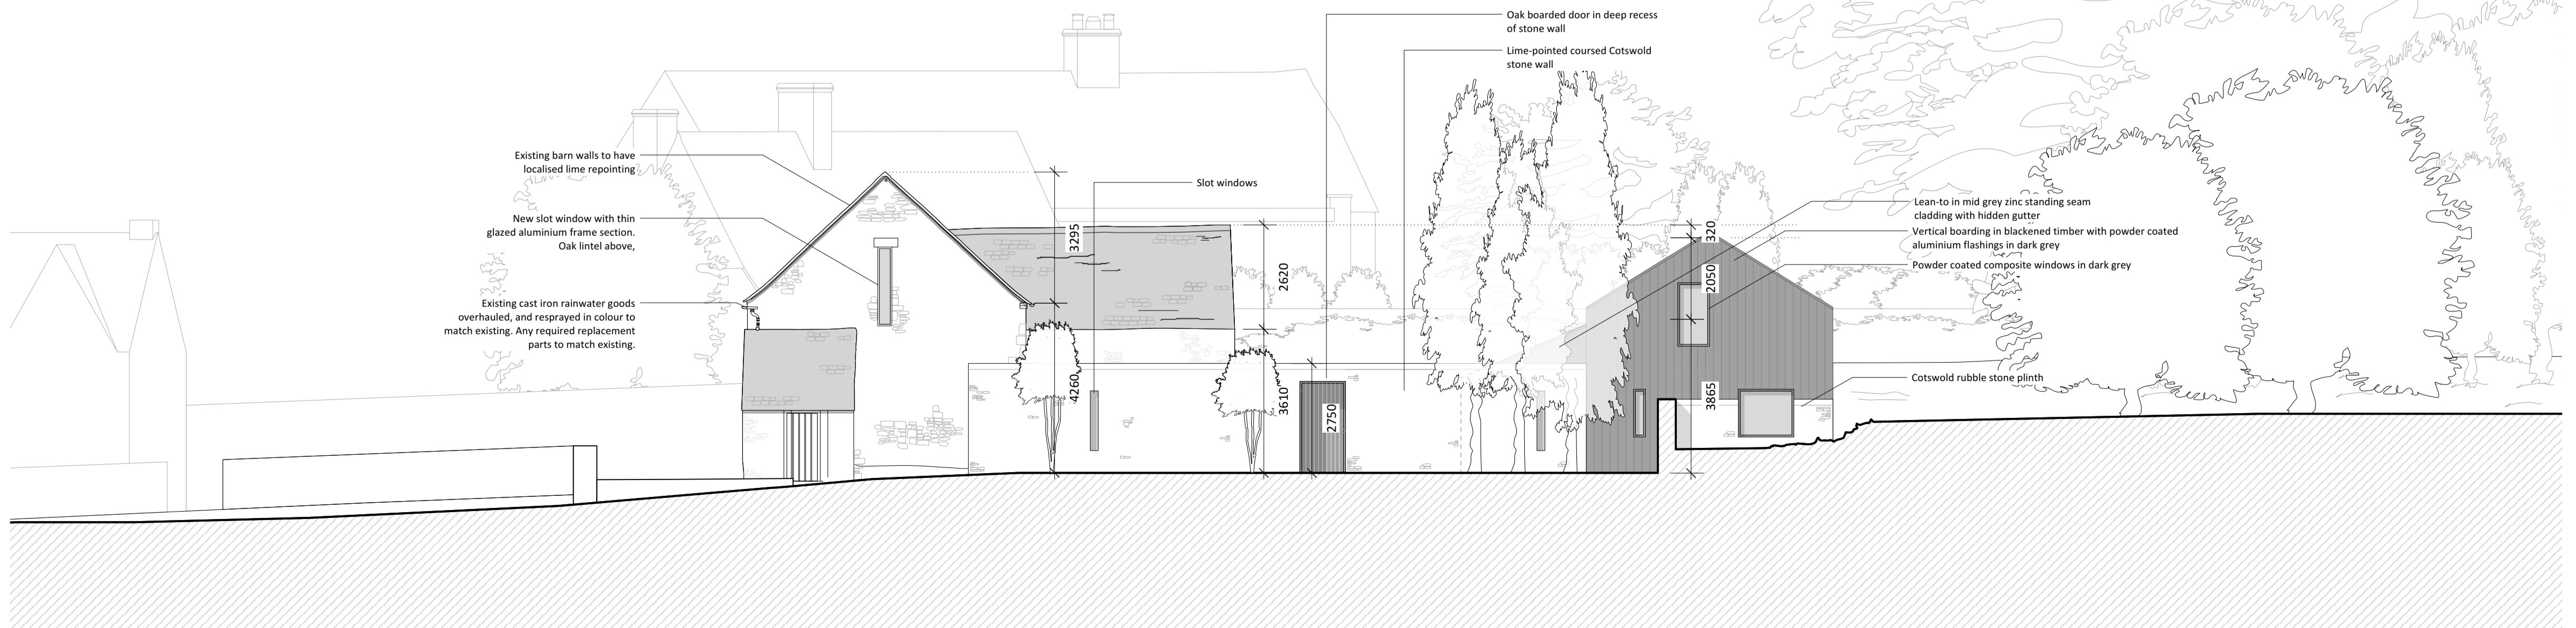 Oak boarded door in deep recess
of stone wall
Lime-pointed coursed Cotswold
stone wall
Existing barn walls to have
localised lime repointing
Slot windows
New slot window with thin
glazed aluminium frame section.
Oak lintel above,
Existing cast iron rainwater goods
overhauled, and resprayed in colour to
match existing. Any required replacement
parts to match existing.
Lean-to in mid grey zinc standing seam
cladding with hidden gutter
Vertical boarding in blackened timber with powder coated
aluminium flashings in dark grey
Powder coated composite windows in dark grey
Cotswold rubble stone plinth
3295
4260
2620
3610
2750
320
2050
3865